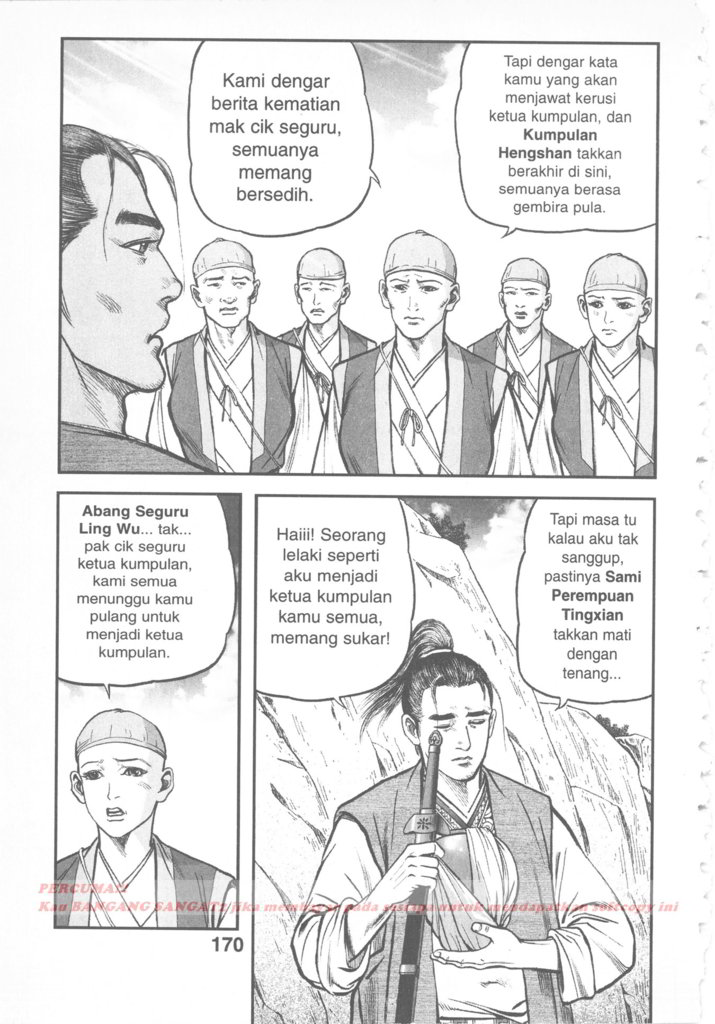 Kami dengar
berita kematian
mak cik seguru,
semuanya
memang
bersedih.
Tapi dengar kata
kamu yang akan
menjawat kerusi
ketua kumpulan, dan
Kumpulan
Hengshan takkan
berakhir di sini,
semuanya berasa
gembira pula.
Abang Seguru
Ling Wu... tak...
pak cik seguru
ketua kumpulan,
kami semua
menunggu kamu
pulang untuk
menjadi ketua
kumpulan.
Haiii! Seorang
lelaki seperti
aku menjadi
ketua kumpulan
kamu semua,
memang sukar!
Tapi masa tu
kalau aku tak
sanggup,
pastinya Sami
Perempuan
Tingxian
takkan mati
dengan
tenang...
PERCUMA!!
Kau BANGANG SANGAT jika membayar pada sesiapa untuk mendapatkan softcopy ini
170